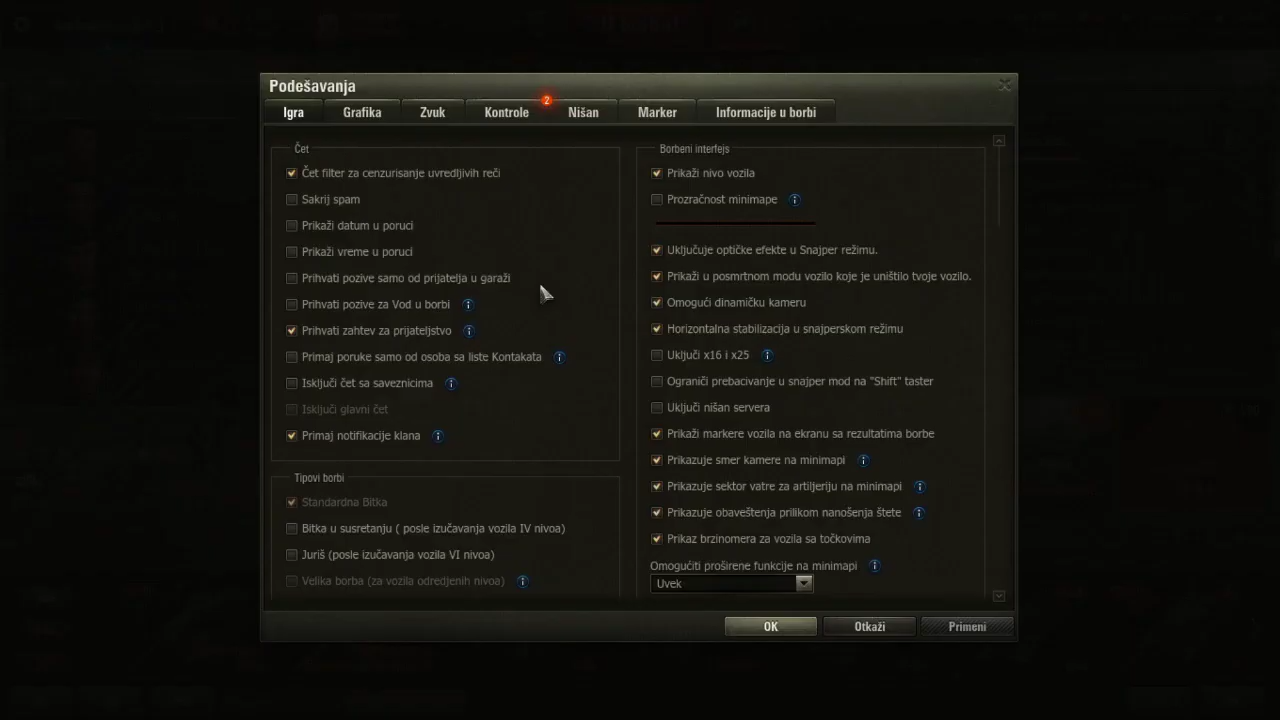 Podešavanja
Igra
Grafika
Zvuk
Kontrole
2
Nišan
Marker
Informacije u borbi
Čet
Čet filter za cenzurisanje uvredljivih reči
Sakrij spam
Prikaži datum u poruci
Prikaži vreme u poruci
Prihvati pozive samo od prijatelja u garaži
Prihvati pozive za Vod u borbi
Prihvati zahtev za prijateljstvo
Primaj poruke samo od osoba sa liste Kontakata
Isključi čet sa saveznicima
Isključi glavni čet
Primaj notifikacije klana
Tipovi borbi
Standardna Bitka
Bitka u susretanju ( posle izučavanja vozila IV nivoa)
Juriš (posle izučavanja vozila VI nivoa)
Velika borba (za vozila odredjenih nivoa)
Borbeni interfejs
Prikaži nivo vozila
Prozračnost minimape
Uključuje optičke efekte u Snajper režimu.
Prikaži u posmrtnom modu vozilo koje je uništilo tvoje vozilo.
Omogući dinamičku kameru
Horizontalna stabilizacija u snajperskom režimu
Uključi x16 i x25
Ograniči prebacivanje u snajper mod na "Shift" taster
Uključi nišan servera
Prikaži markere vozila na ekranu sa rezultatima borbe
Prikazuje smer kamere na minimapi
Prikazuje sektor vatre za artiljeriju na minimapi
Prikazuje obaveštenja prilikom nanošenja štete
Prikaz brzinomera za vozila sa točkovima
Omogućiti proširene funkcije na minimapi
Uvek
OK
Otkaži
Primeni